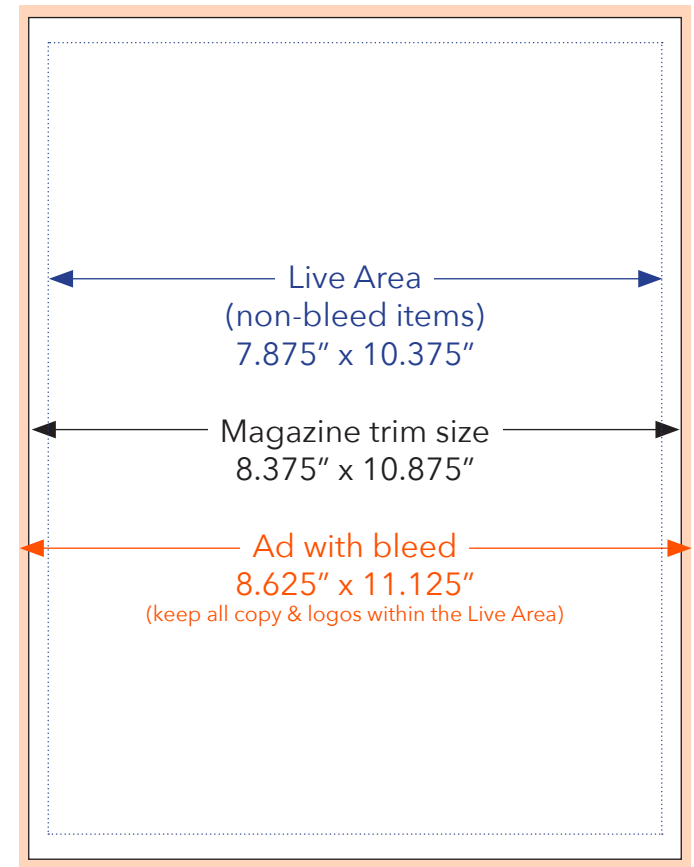 Live Area
(non-bleed items)
7.875” x 10.375”
Magazine trim size
8.375” x 10.875”
Ad with bleed
8.625” x 11.125”
(keep all copy & logos within the Live Area)